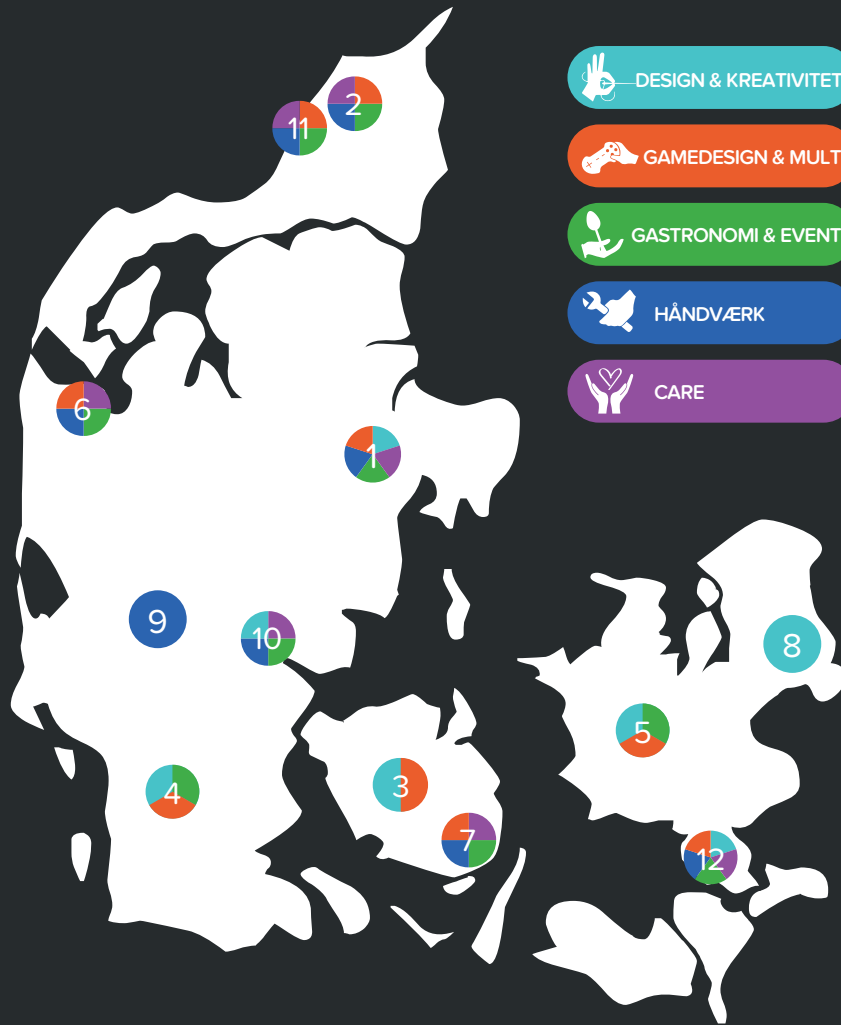 DESIGN & KREATIVITET
GAMEDESIGN & MULT
GASTRONOMI & EVENT
HÅNDVÆRK
CARE
2
11
6
1
9
10
8
5
4
3
7
12